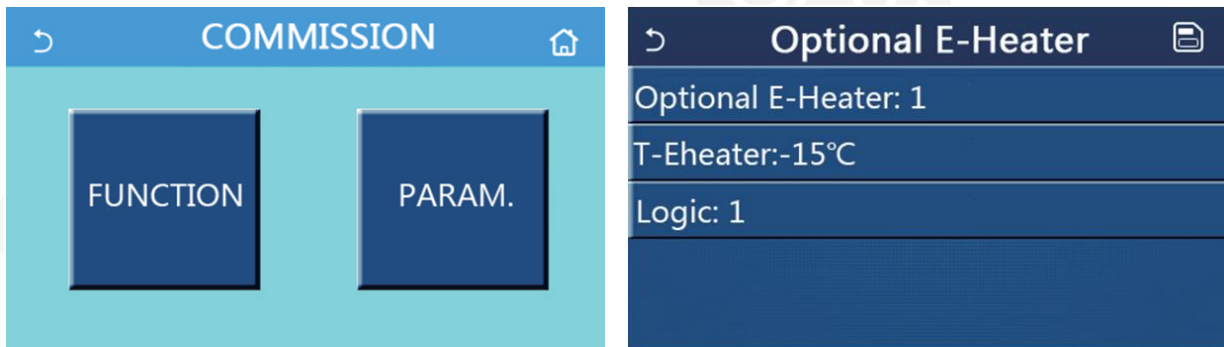 COMMISSION
FUNCTION
PARAM.
Optional E-Heater
Optional E-Heater: 1
T-Eheater:-15℃
Logic: 1